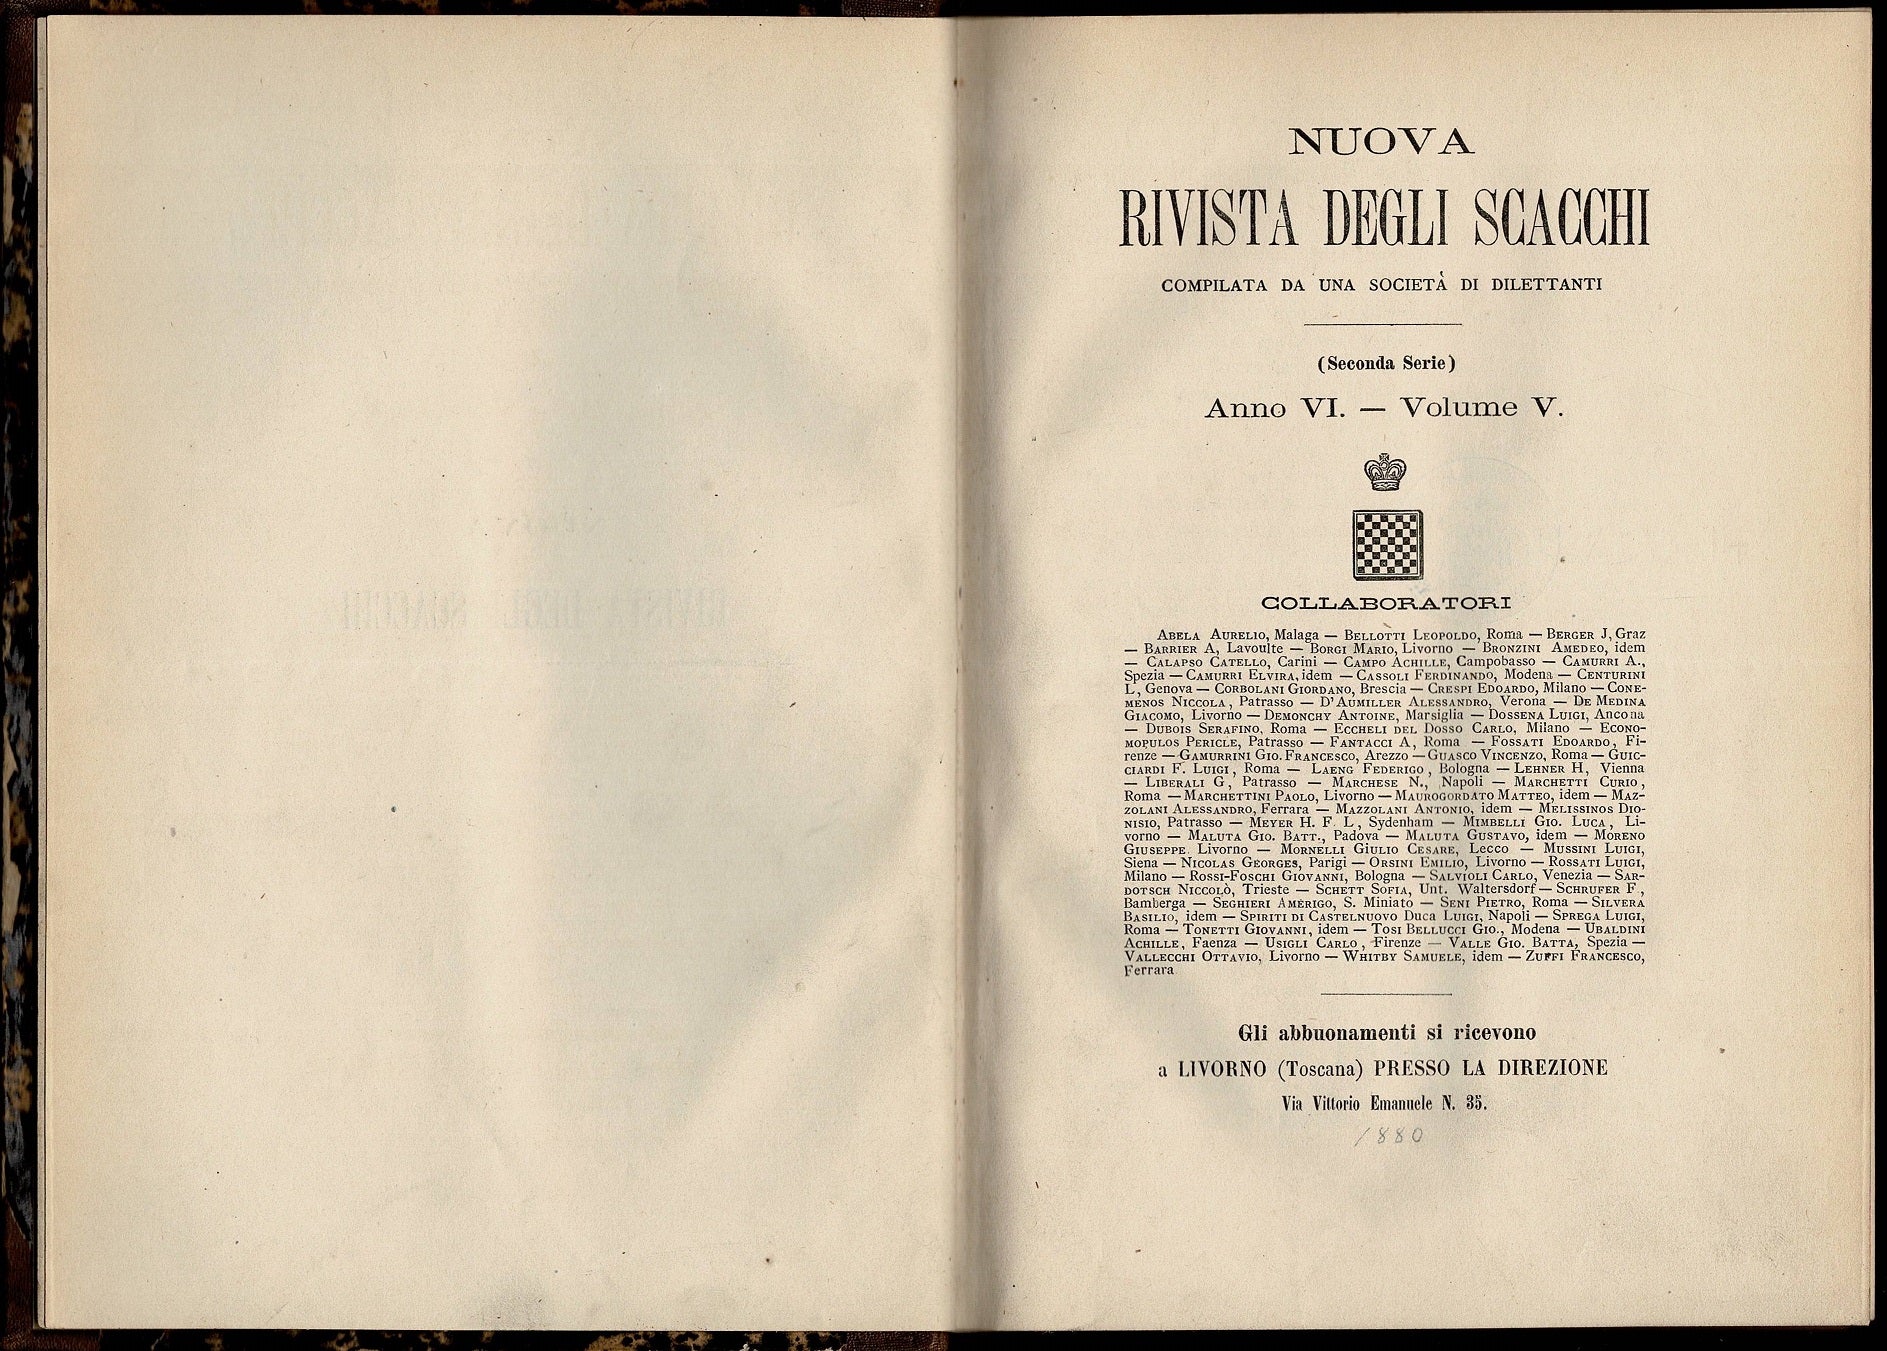 NUOVA
RIVISTA DEGLI SCACCHI
COMPILATA DA UNA SOCIETÀ DI DILETTANTI
(Seconda Serie)
Anno VI. — Volume V.
COLLABORATORI
ABELA AURELIO, Malaga — BELLOTTI LEOPOLDO, Roma — BERGER J, Graz
— BARRIER A, Lavoulte — BORGI MARIO, Livorno — BRONZINI AMEDEO, idem
— CALAPSO CATELLO, Carini — CAMPO ACHILLE, Campobasso — CAMURRI A.,
Spezia — CAMURRI ELVIRA, idem — CASSOLI FERDINANDO, Modena — CENTURINI
L, Genova — CORBOLANI GIORDANO, Brescia — CRESPI EDOARDO, Milano — CONE-
MENOS NICCOLA, Patrasso — D'AUMILLER ALESSANDRO, Verona — DE MEDINA
GIACOMO, Livorno — DEMONCHY ANTOINE, Marsiglia — DOSSENA LUIGI, Ancona
— DUBOIS SERAFINO, Roma — ECCHELI DEL DOSSO CARLO, Milano — ECONO-
MOPULOS PERICLE, Patrasso — FANTACCI A, Roma — FOSSATI EDOARDO, Fi-
renze — GAMURRINI GIO. FRANCESCO, Arezzo — GUASCO VINCENZO, Roma — GUIC-
CIARDI F. LUIGI, Roma — LAENG FEDERIGO, Bologna — LEHNER H, Vienna
— LIBERALI G, Patrasso — MARCHESE N., Napoli — MARCHETTI CURIO,
Roma — MARCHETTINI PAOLO, Livorno — MAUROGORDATO MATTEO, idem — MAZ-
ZOLANI ALESSANDRO, Ferrara — MAZZOLANI ANTONIO, idem — MELISSINOS DIO-
NISIO, Patrasso — MEYER H. F. L, Sydenham — MIMBELLI GIO. LUCA, Li-
vorno — MALUTA GIO. BATT., Padova — MALUTA GUSTAVO, idem — MORENO
GIUSEPPE. Livorno — MORNELLI GIULIO CESARE, Lecco — MUSSINI LUIGI,
Siena — NICOLAS GEORGES, Parigi — ORSINI EMILIO, Livorno — ROSSATI LUIGI,
Milano — ROSSI-FOSCHI GIOVANNI, Bologna — SALVIOLI CARLO, Venezia — SAR-
DOTSCH NICCOLÒ, Trieste — SCHETT SOFIA, Unt. Waltersdorf — SCHRUFER F,
Bamberga — SEGHIERI AMERIGO, S. Miniato — SENI PIETRO, Roma — SILVERA
BASILIO, idem — SPIRITI DI CASTELNUOVO Duca LUIGI, Napoli — SPREGA LUIGI,
Roma — TONETTI GIOVANNI, idem — TOSI BELLUCCI GIO., Modena — UBALDINI
ACHILLE, Faenza — USIGLI CARLO, Firenze — VALLE GIO. BATTA, Spezia —
VALLECCHI OTTAVIO, Livorno — WHITBY SAMUELE, idem — ZUFFI FRANCESCO,
Ferrara
Gli abbuonamenti si ricevono
a LIVORNO (Toscana) PRESSO LA DIREZIONE
Via Vittorio Emanuele N. 35.
1880